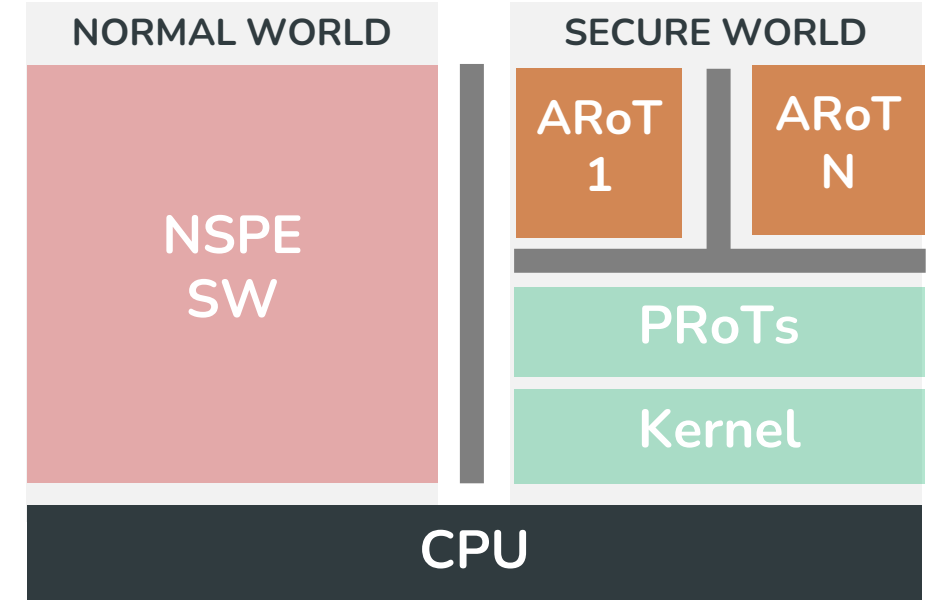 NORMAL WORLD
SECURE WORLD
NSPE
SW
ARoT
1
ARoT
N
PRoTs
Kernel
CPU